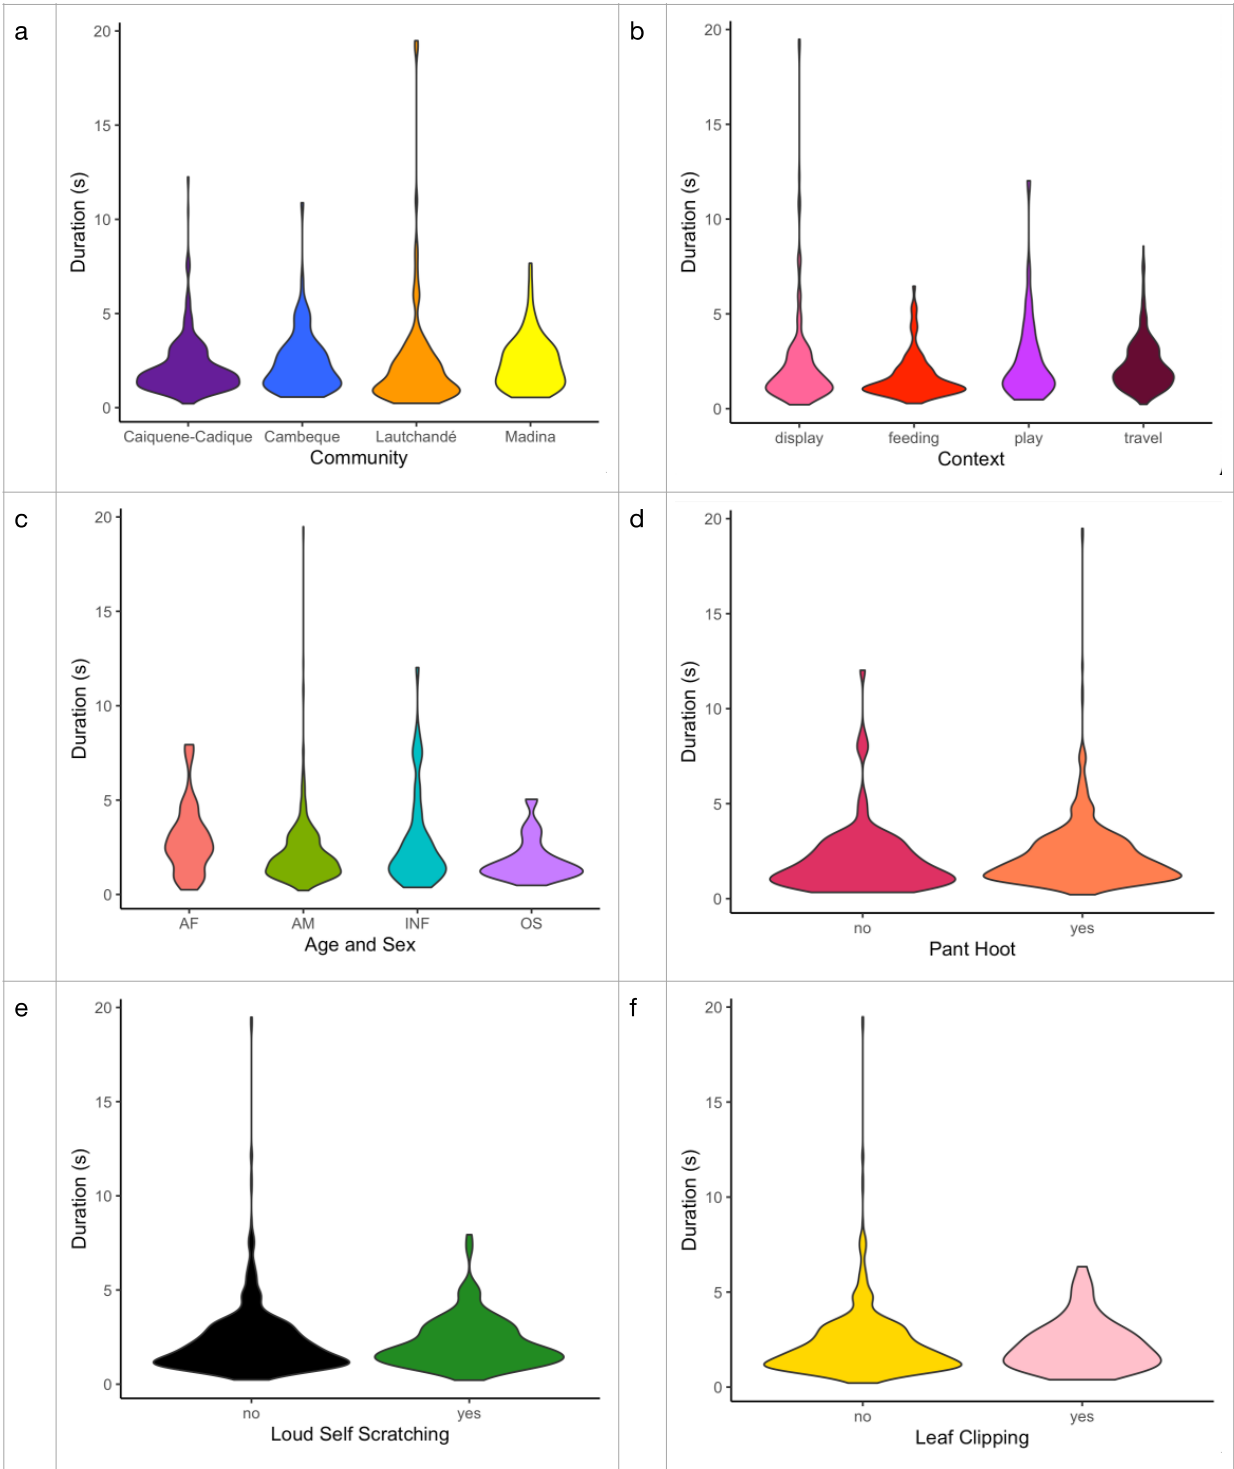 a
20
15
10
5
0
Duration (s)
Caiquene-Cadique Cambeque Lautchandé Madina
Community
b
20
15
10
5
0
Duration (s)
display feeding play travel
Context
c
20
15
10
5
0
Duration (s)
AF AM INF OS
Age and Sex
d
20
15
10
5
0
Duration (s)
no yes
Pant Hoot
e
20
15
10
5
0
Duration (s)
no yes
Loud Self Scratching
f
20
15
10
5
0
Duration (s)
no yes
Leaf Clipping